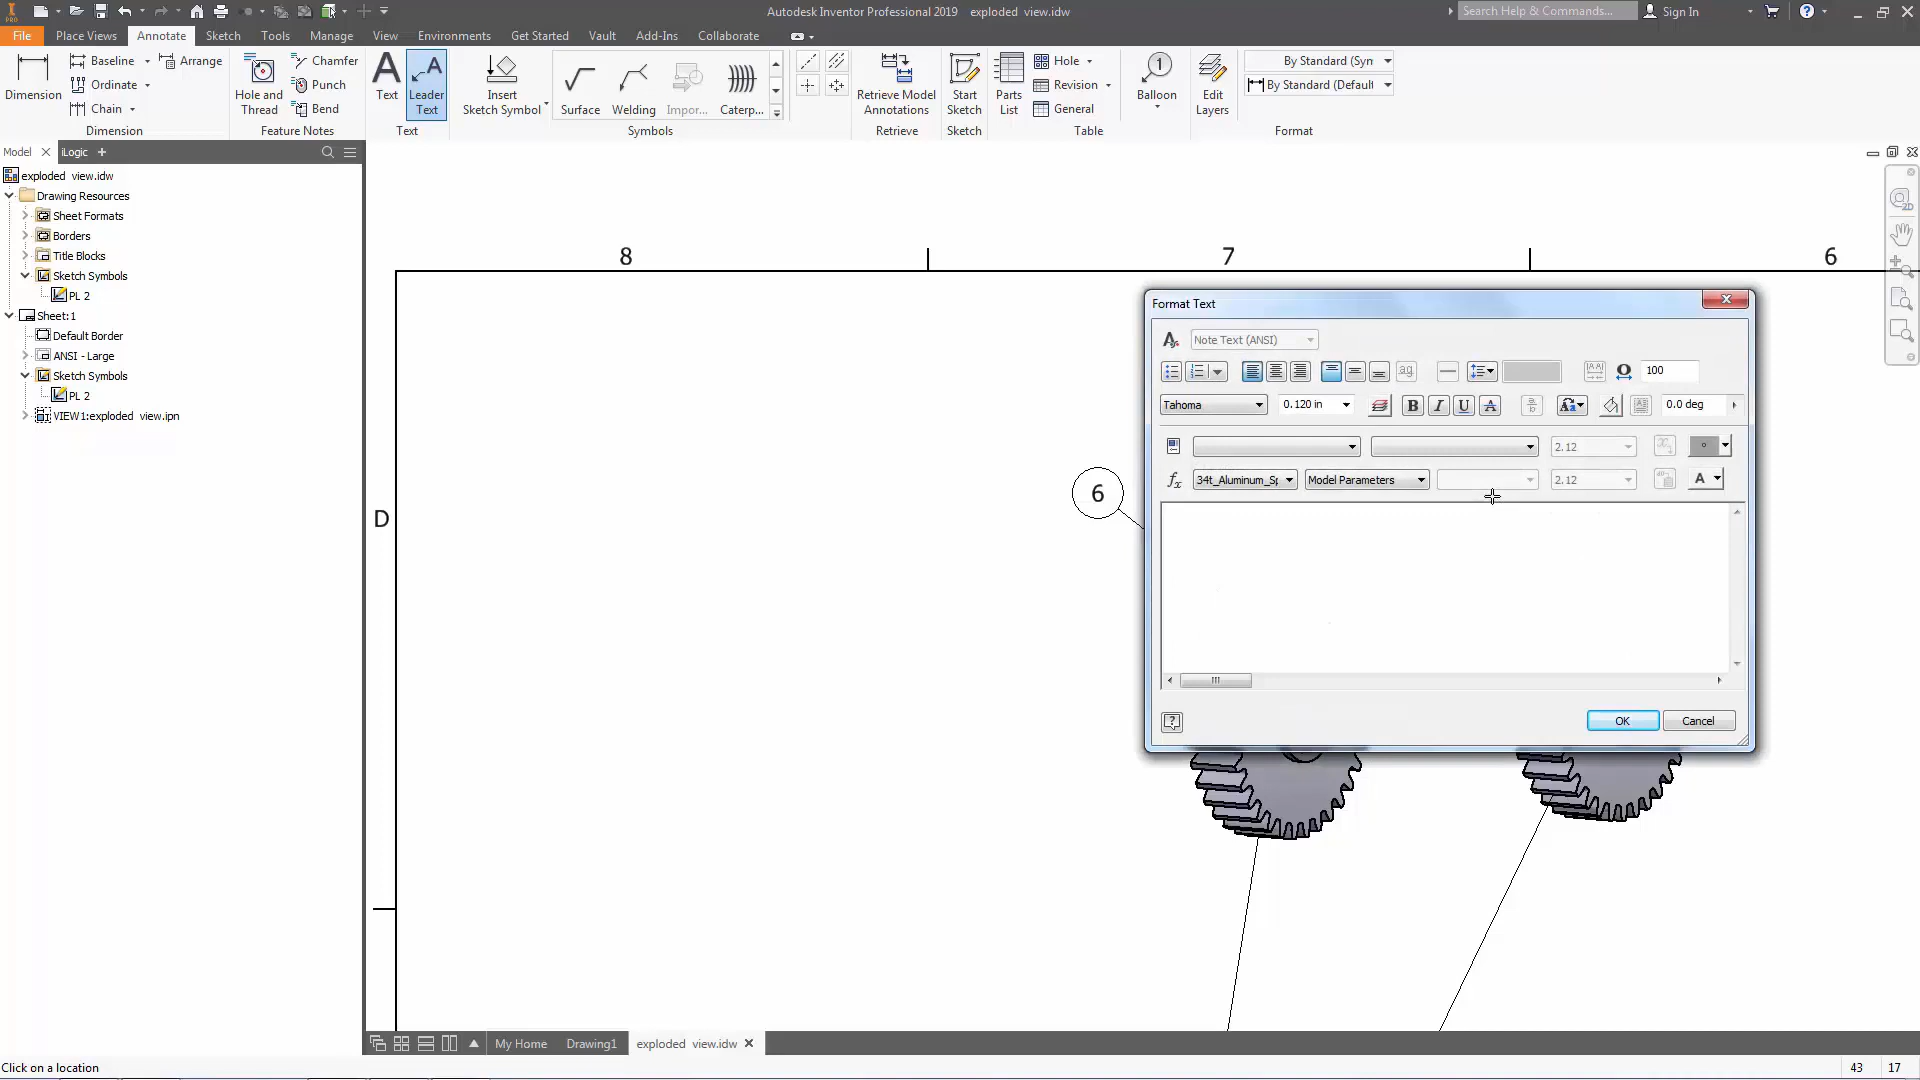 Autodesk Inventor Professional 2019 exploded view.idw
Search Help & Commands...
Sign In
PRO
File
Place Views
Annotate
Sketch
Tools
Manage
View
Environments
Get Started
Vault
Add-Ins
Collaborate
Dimension
Baseline
Ordinate
Chain
Arrange
Dimension
Hole and
Thread
Chamfer
Punch
Bend
Feature Notes
Text
Leader
Text
Text
Insert
Sketch Symbol
Surface
Welding
Impor...
Caterp...
Symbols
Retrieve Model
Annotations
Retrieve
Start
Sketch
Sketch
Parts
List
Hole
Revision
General
Table
1
Balloon
Edit
Layers
By Standard (Syn
By Standard (Default
Format
Model
iLogic
exploded view.idw
Drawing Resources
Sheet Formats
Borders
Title Blocks
Sketch Symbols
PL 2
Sheet:1
Default Border
ANSI - Large
Sketch Symbols
PL 2
VIEW1:exploded view.ipn
8
7
6
D
6
2D
Format Text
Note Text (ANSI)
100
Tahoma
0.120 in
B I U A
0.0 deg
2.12
fx
34t_Aluminum_Sp
Model Parameters
2.12
A
OK
Cancel
My Home
Drawing1
exploded view.idw
Click on a location
43
17